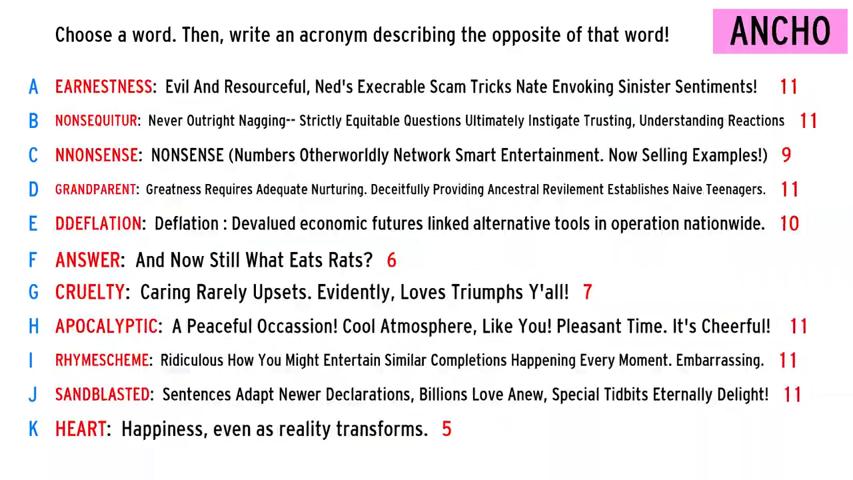 Choose a word. Then, write an acronym describing the opposite of that word!
ANCHO
A EARNESTNESS: Evil And Resourceful, Ned's Execrable Scam Tricks Nate Envoking Sinister Sentiments! 11
B NONSEQUITUR: Never Outright Nagging-- Strictly Equitable Questions Ultimately Instigate Trusting, Understanding Reactions 11
C NNONSENSE: NONSENSE (Numbers Otherworldly Network Smart Entertainment. Now Selling Examples!) 9
D GRANDPARENT: Greatness Requires Adequate Nurturing. Deceitfully Providing Ancestral Revilement Establishes Naive Teenagers. 11
E DDEFLATION: Deflation : Devalued economic futures linked alternative tools in operation nationwide. 10
F ANSWER: And Now Still What Eats Rats? 6
G CRUELTY: Caring Rarely Upsets. Evidently, Loves Triumphs Y'all! 7
H APOCALYPTIC: A Peaceful Occassion! Cool Atmosphere, Like You! Pleasant Time. It's Cheerful! 11
I RHYMESCHEME: Ridiculous How You Might Entertain Similar Completions Happening Every Moment. Embarrassing. 11
J SANDBLASTED: Sentences Adapt Newer Declarations, Billions Love Anew, Special Tidbits Eternally Delight! 11
K HEART: Happiness, even as reality transforms. 5